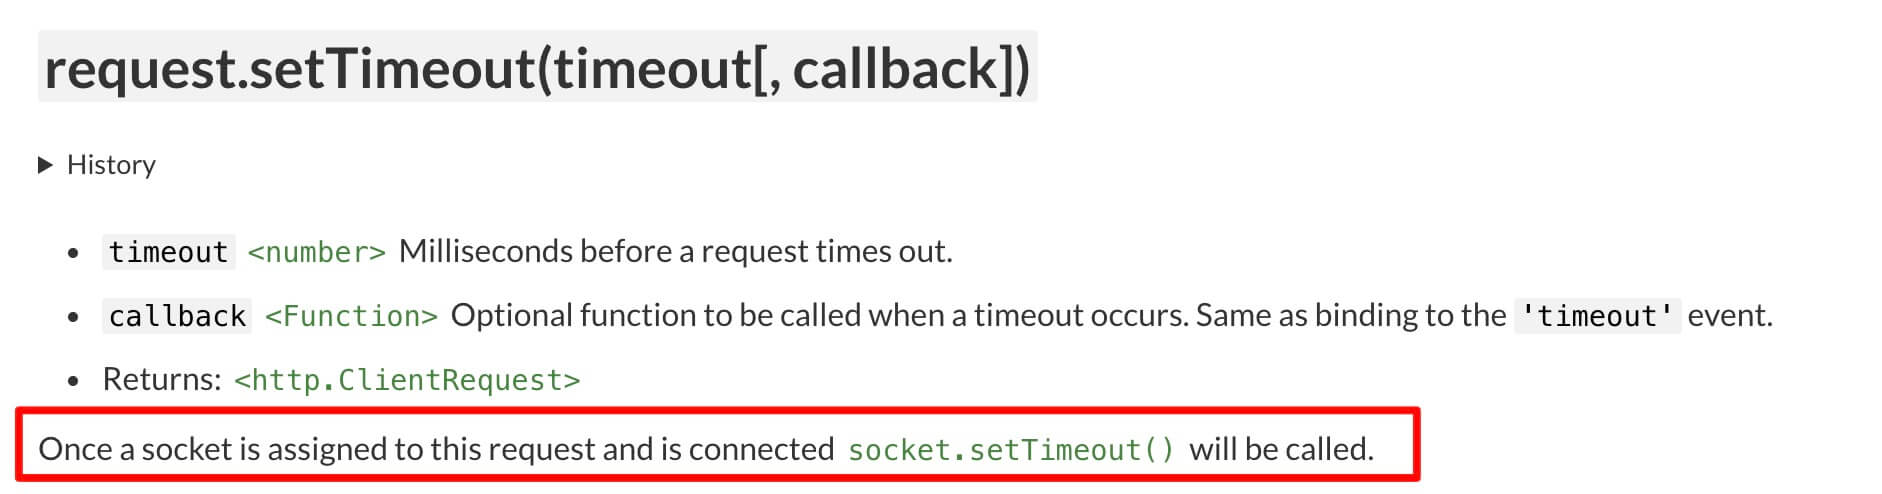 request.setTimeout(timeout[, callback])
History
timeout <number> Milliseconds before a request times out.
callback <Function> Optional function to be called when a timeout occurs. Same as binding to the 'timeout' event.
Returns: <http.ClientRequest>
Once a socket is assigned to this request and is connected socket.setTimeout() will be called.